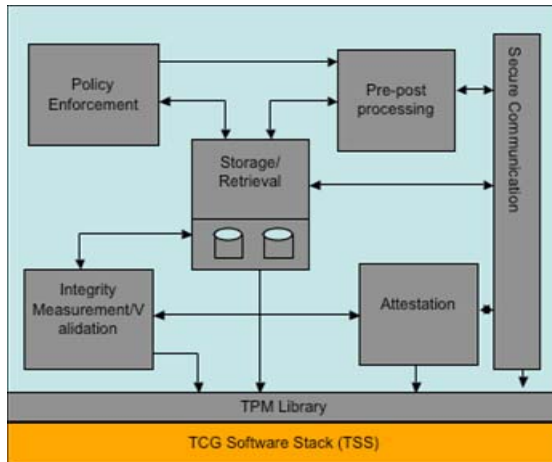 Policy
Enforcement
Pre-post
processing
Secure Communication
Storage/
Retrieval
Integrity
Measurement/V
alidation
Attestation
TPM Library
TCG Software Stack (TSS)